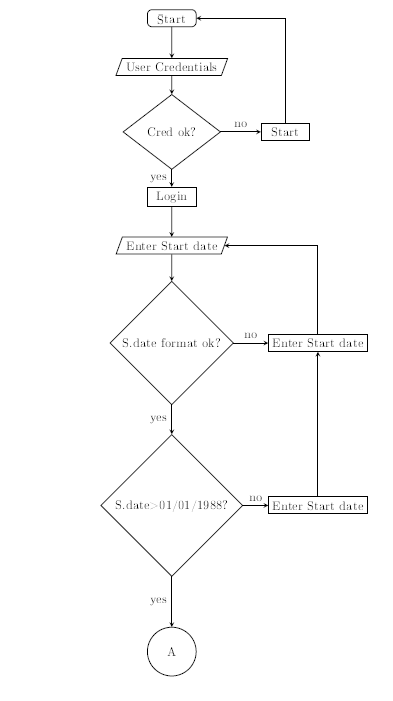 Start
User Credentials
Cred ok?
no
Start
yes
Login
Enter Start date
S.date format ok?
no
Enter Start date
yes
S.date>01/01/1988?
no
Enter Start date
yes
A